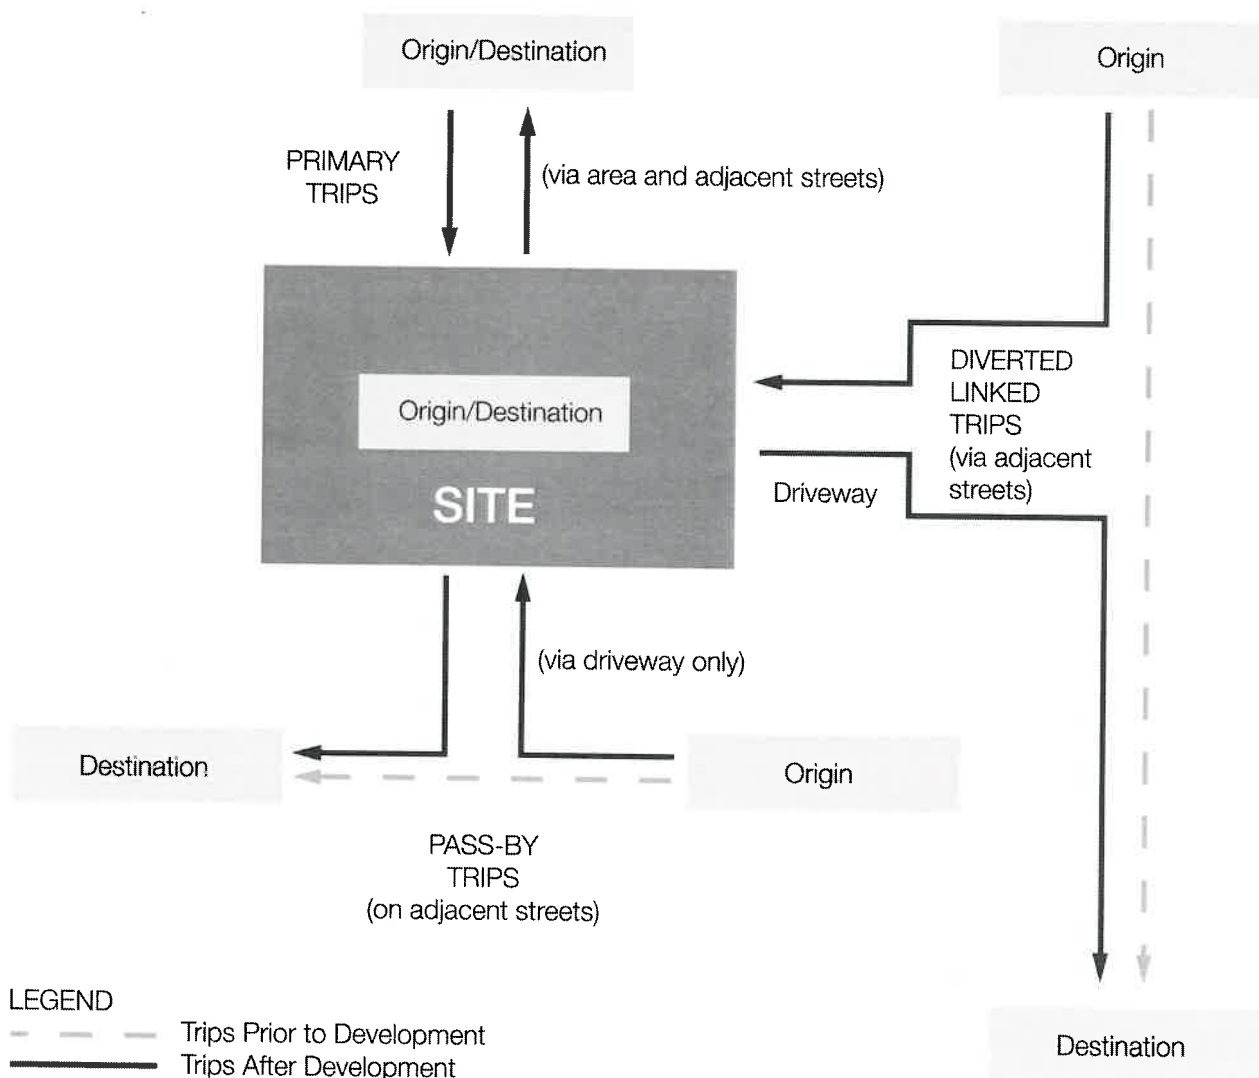 Origin/Destination
Origin
PRIMARY
TRIPS
(via area and adjacent streets)
DIVERTED
LINKED
TRIPS
(via adjacent
streets)
Origin/Destination
SITE
Driveway
(via driveway only)
Destination
Origin
PASS-BY
TRIPS
(on adjacent streets)
LEGEND
Trips Prior to Development
Trips After Development
Destination